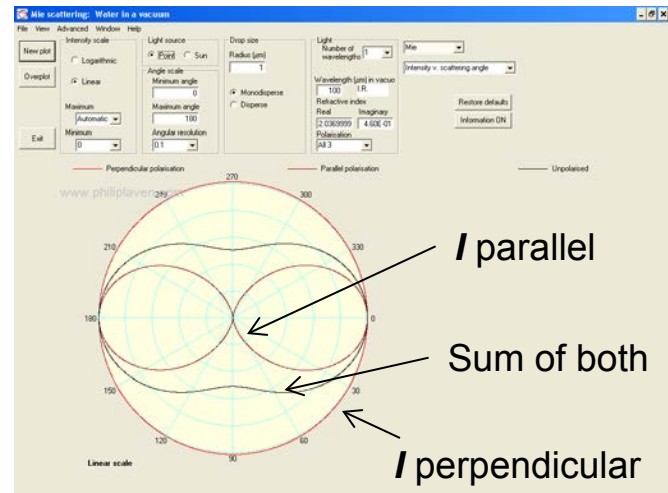 Mie scattering: Water in a vacuum
File View Advanced Window Help
New plot
Overplot
Exit
Intensity scale
Logarithmic
Linear
Maximum
Automatic
Minimum
0
Light source
Point Sun
Angle scale
Minimum angle
0
Maximum angle
180
Angular resolution
0.1
Drop size
Radius (µm)
1
Monodisperse
Disperse
Light
Number of wavelengths 1
Wavelength (µm) in vacuo
100 I.R.
Refractive index
Real Imaginary
2.0369999 4.60E-01
Polarisation
All 3
Mie
Intensity v. scattering angle
Restore defaults
Information ON
Perpendicular polarisation Parallel polarisation Unpolarised
www.philiplaven.com
270
240 300
210 330
180 0
150 30
120 60
90
Linear scale
I parallel
Sum of both
I perpendicular